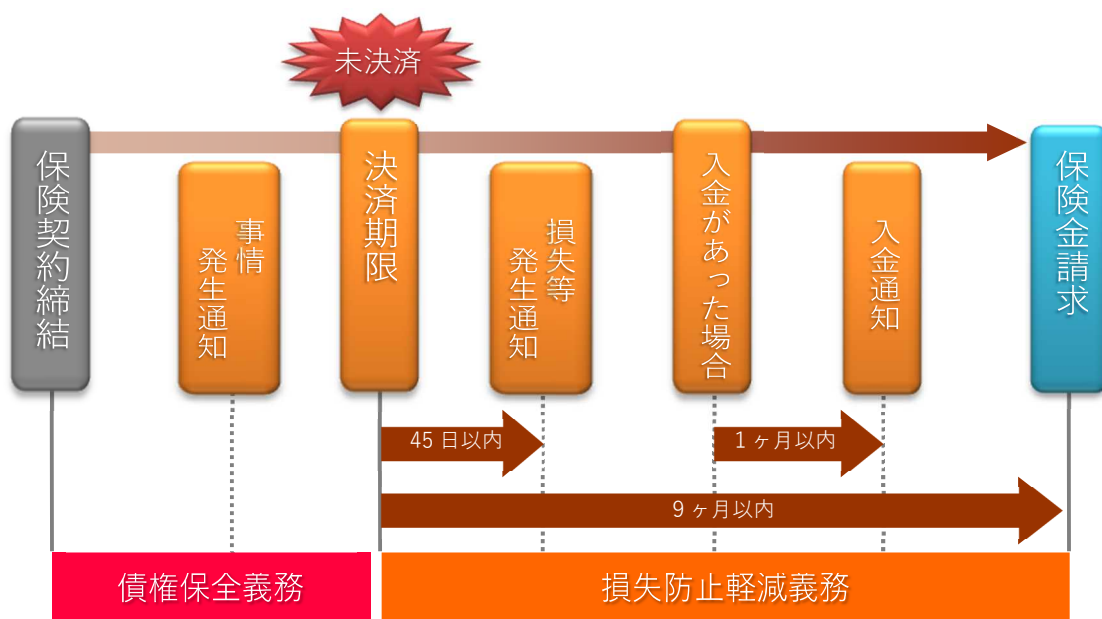 未決済
保険契約締結
事情
発生通知
決済期限
損失等
発生通知
入金があった場合
入金通知
保険金請求
45日以内
1ヶ月以内
9ヶ月以内
債権保全義務
損失防止軽減義務